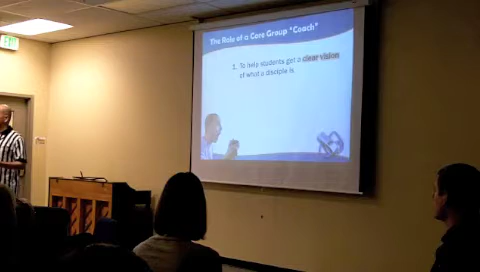 The Role of a Core Group "Coach"
1. To help students get a clear vision
of what a disciple is.